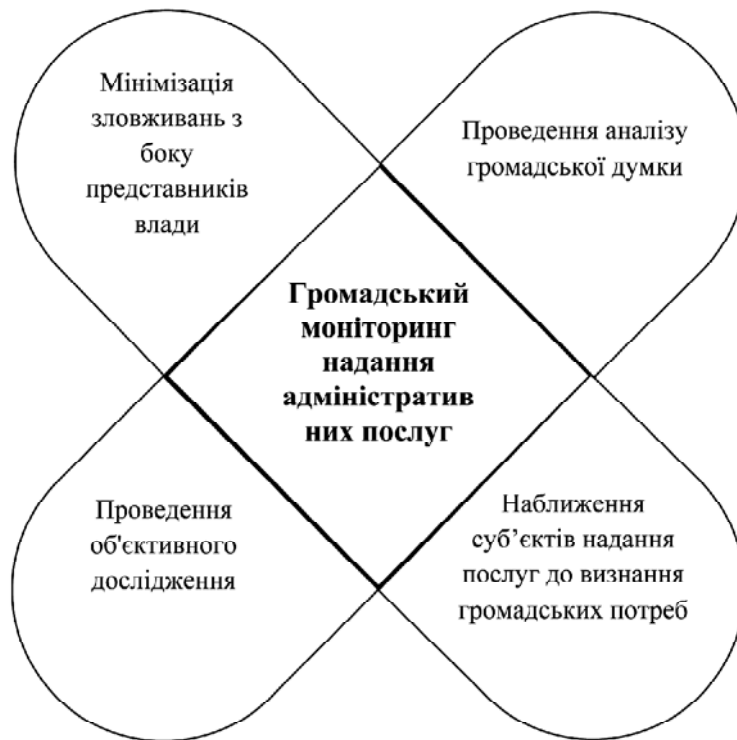 Мінімізація
зловживань з
боку
представників
влади
Проведення аналізу
громадської думки
Громадський
моніторинг
надання
адміністратив
них послуг
Проведення
об'єктивного
дослідження
Наближення
суб’єктів надання
послуг до визнання
громадських потреб